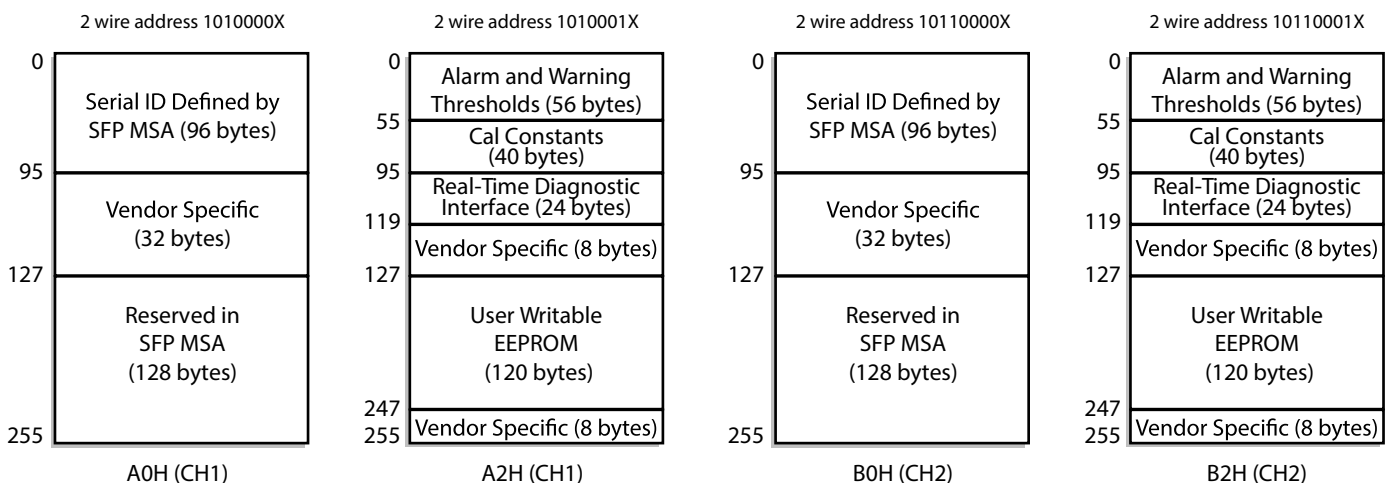 2 wire address 1010000X
0
Serial ID Defined by
SFP MSA (96 bytes)
95
Vendor Specific
(32 bytes)
127
Reserved in
SFP MSA
(128 bytes)
255
A0H (CH1)
2 wire address 1010001X
0
Alarm and Warning
Thresholds (56 bytes)
55
Cal Constants
(40 bytes)
95
Real-Time Diagnostic
Interface (24 bytes)
119
Vendor Specific (8 bytes)
127
User Writable
EEPROM
(120 bytes)
247
Vendor Specific (8 bytes)
255
A2H (CH1)
2 wire address 10110000X
0
Serial ID Defined by
SFP MSA (96 bytes)
95
Vendor Specific
(32 bytes)
127
Reserved in
SFP MSA
(128 bytes)
255
B0H (CH2)
2 wire address 10110001X
0
Alarm and Warning
Thresholds (56 bytes)
55
Cal Constants
(40 bytes)
95
Real-Time Diagnostic
Interface (24 bytes)
119
Vendor Specific (8 bytes)
127
User Writable
EEPROM
(120 bytes)
247
Vendor Specific (8 bytes)
255
B2H (CH2)